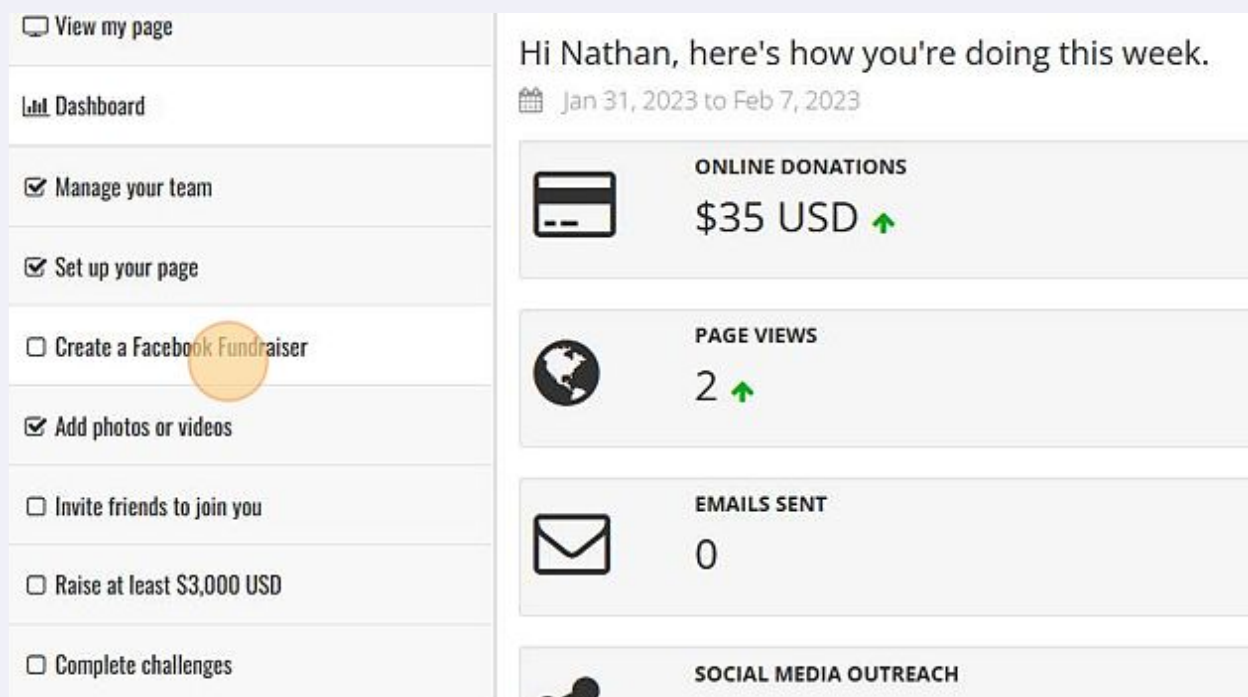 View my page
Dashboard
Manage your team
Set up your page
Create a Facebook Fundraiser
Add photos or videos
Invite friends to join you
Raise at least $3,000 USD
Complete challenges
Hi Nathan, here's how you're doing this week.
Jan 31, 2023 to Feb 7, 2023
ONLINE DONATIONS
$35 USD
PAGE VIEWS
2
EMAILS SENT
0
SOCIAL MEDIA OUTREACH